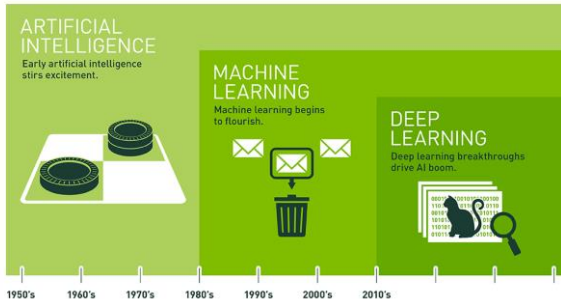 ARTIFICIAL
INTELLIGENCE
Early artificial intelligence
stirs excitement.
MACHINE
LEARNING
Machine learning begins
to flourish.
DEEP
LEARNING
Deep learning breakthroughs
drive AI boom.
1950's 1960's 1970's 1980's 1990's 2000's 2010's